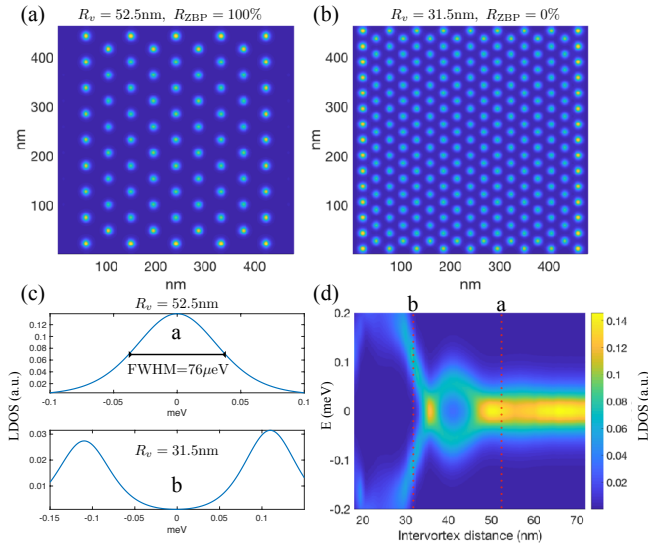 (a)
R_v = 52.5nm, R_ZBP = 100%
400
300
200
100
nm
100 200 300 400
nm
(b)
R_v = 31.5nm, R_ZBP = 0%
400
300
200
100
nm
100 200 300 400
nm
(c)
R_v = 52.5nm
a
FWHM=76μeV
0.12
0.1
0.08
0.06
0.04
0.02
-0.1 -0.05 0 0.05 0.1
meV
LDOS (a.u.)
R_v = 31.5nm
b
0.03
0.02
0.01
-0.15 -0.1 -0.05 0 0.05 0.1
meV
(d)
b a
0.2
0.1
0
-0.1
-0.2
E (meV)
20 30 40 50 60 70
Intervortex distance (nm)
0.14
0.12
0.1
0.08
0.06
0.04
0.02
LDOS (a.u.)